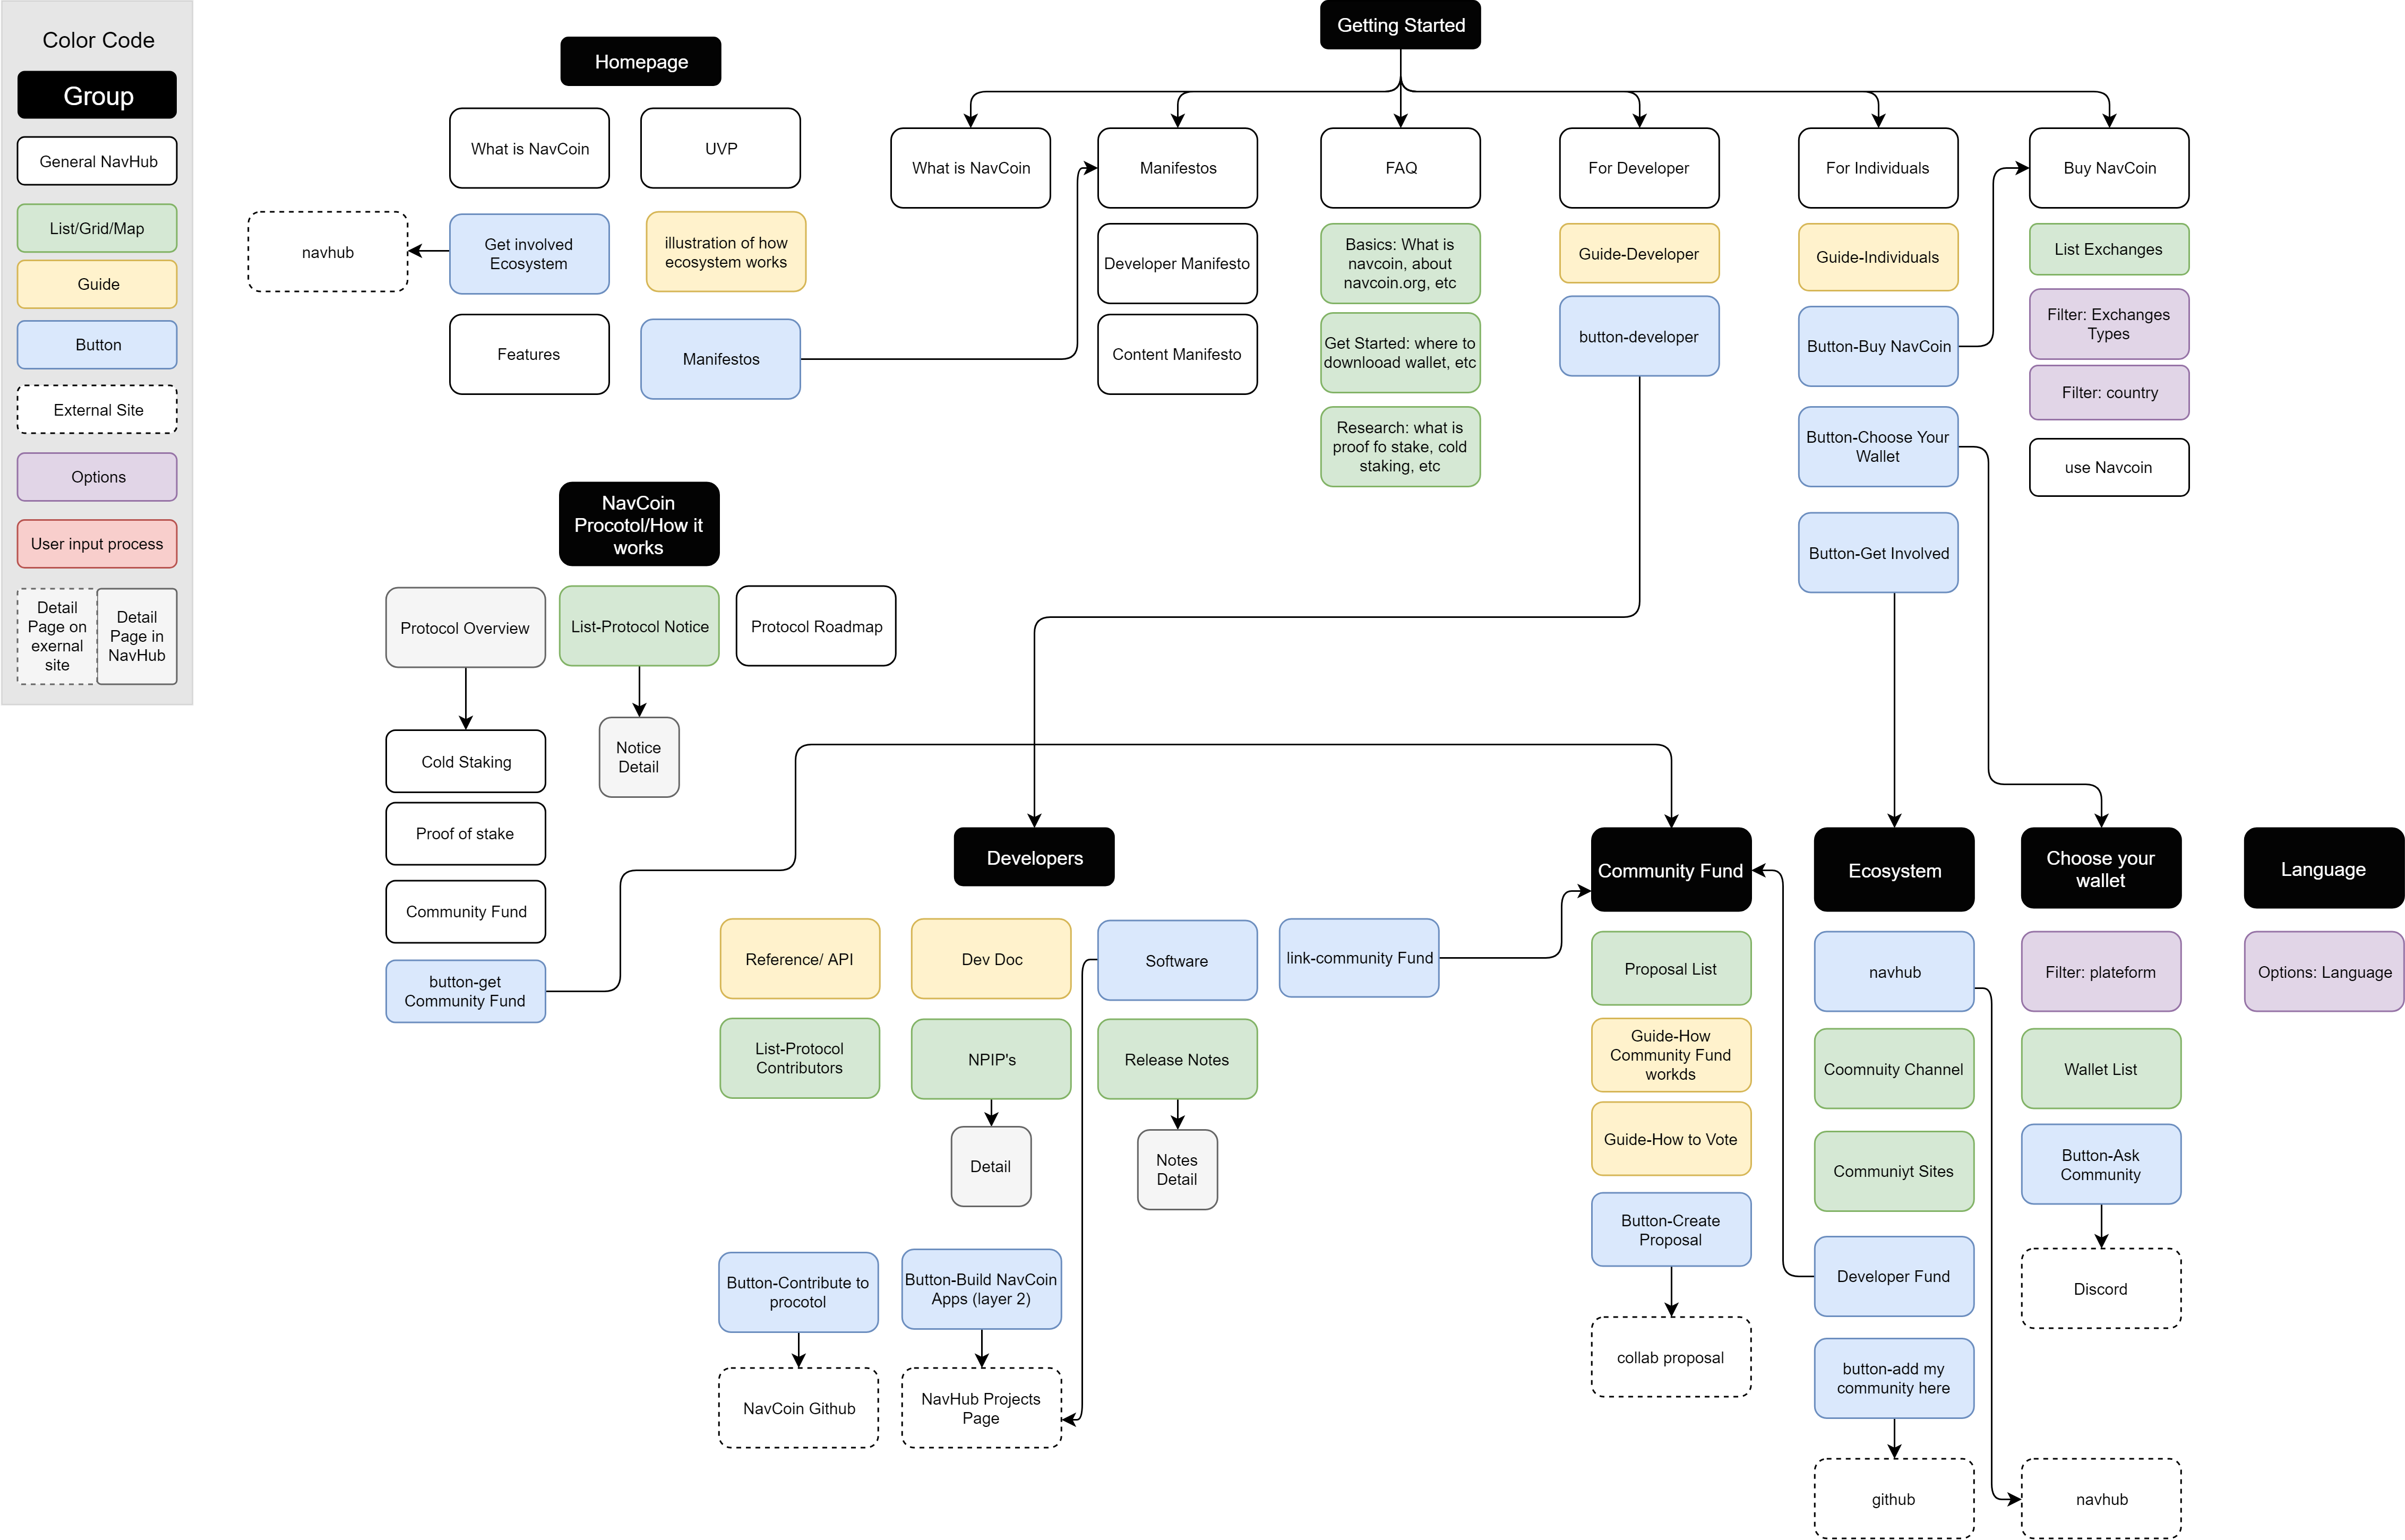 Color Code
Group
General NavHub
List/Grid/Map
Guide
Button
External Site
Options
User input process
Detail
Page on
exernal
site
Detail
Page in
NavHub
Homepage
What is NavCoin
UVP
navhub
Get involved
Ecosystem
illustration of how
ecosystem works
Features
Manifestos
Getting Started
What is NavCoin
Manifestos
Developer Manifesto
Content Manifesto
FAQ
Basics: What is
navcoin, about
navcoin.org, etc
Get Started: where to
downlooad wallet, etc
Research: what is
proof fo stake, cold
staking, etc
For Developer
Guide-Developer
button-developer
For Individuals
Guide-Individuals
Button-Buy NavCoin
Button-Choose Your
Wallet
Button-Get Involved
Buy NavCoin
List Exchanges
Filter: Exchanges
Types
Filter: country
use Navcoin
NavCoin
Procotol/How it
works
Protocol Overview
List-Protocol Notice
Protocol Roadmap
Notice
Detail
Cold Staking
Proof of stake
Community Fund
button-get
Community Fund
Developers
Reference/ API
Dev Doc
Software
link-community Fund
List-Protocol
Contributors
NPIP's
Release Notes
Detail
Notes
Detail
Button-Contribute to
procotol
Button-Build NavCoin
Apps (layer 2)
NavCoin Github
NavHub Projects
Page
Community Fund
Proposal List
Guide-How
Community Fund
workds
Guide-How to Vote
Button-Create
Proposal
collab proposal
Ecosystem
navhub
Coomnuity Channel
Communiyt Sites
Developer Fund
button-add my
community here
github
Choose your
wallet
Filter: plateform
Wallet List
Button-Ask
Community
Discord
navhub
Language
Options: Language